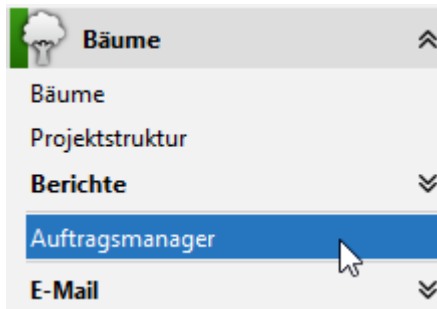 Bäume
Bäume
Projektstruktur
Berichte
Auftragsmanager
E-Mail